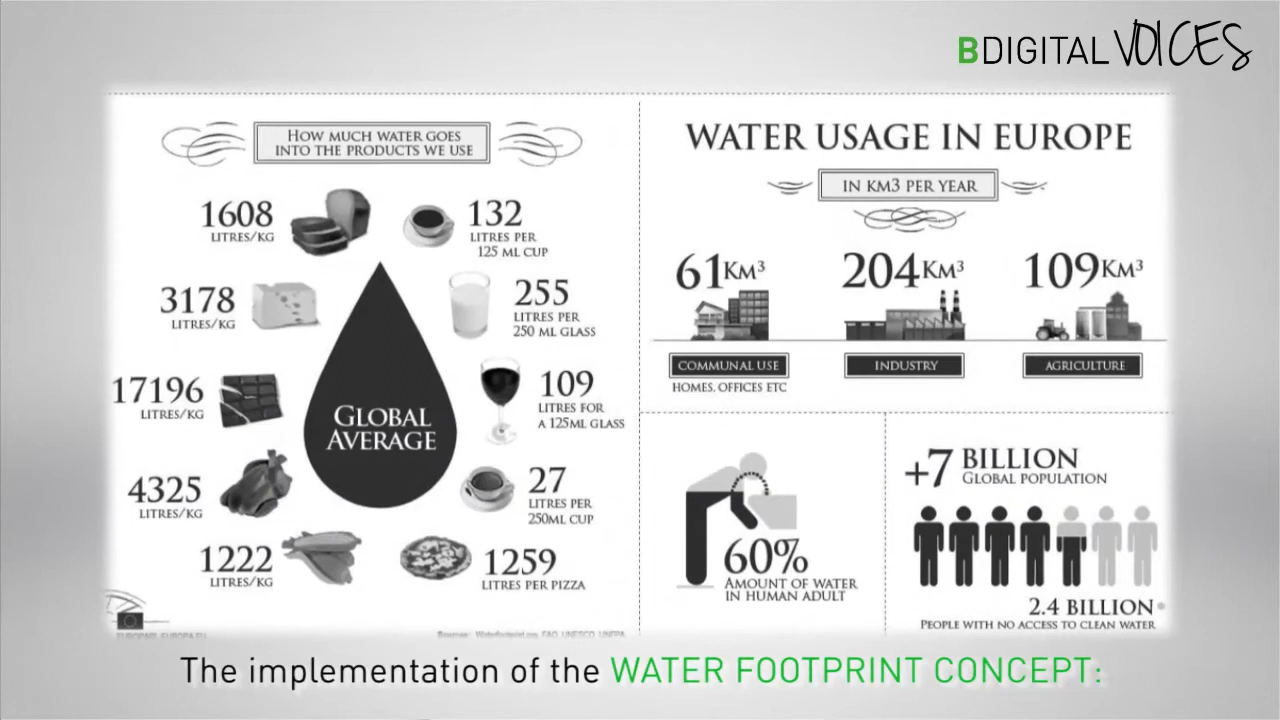 BDIGITAL VOICES
HOW MUCH WATER GOES
INTO THE PRODUCTS WE USE
1608
LITRES/KG
132
LITRES PER
125 ML CUP
3178
LITRES/KG
255
LITRES PER
250 ML GLASS
17196
LITRES/KG
109
LITRES FOR
A 125ML GLASS
GLOBAL
AVERAGE
4325
LITRES/KG
27
LITRES PER
250ML CUP
1222
LITRES/KG
1259
LITRES PER PIZZA
WATER USAGE IN EUROPE
IN KM3 PER YEAR
61KM³
204KM³
109KM³
COMMUNAL USE
INDUSTRY
AGRICULTURE
HOMES, OFFICES ETC
60%
AMOUNT OF WATER
IN HUMAN ADULT
+7 BILLION
GLOBAL POPULATION
2.4 BILLION
PEOPLE WITH NO ACCESS TO CLEAN WATER
The implementation of the WATER FOOTPRINT CONCEPT: